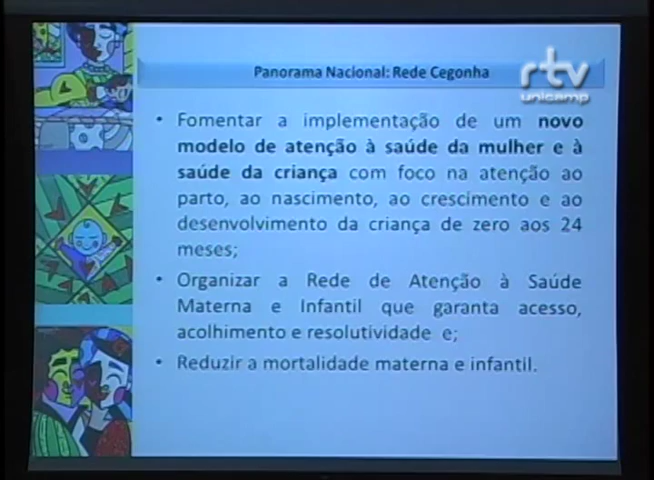 Panorama Nacional: Rede Cegonha
rtv
unicamp
• Fomentar a implementação de um novo
modelo de atenção à saúde da mulher e à
saúde da criança com foco na atenção ao
parto, ao nascimento, ao crescimento e ao
desenvolvimento da criança de zero aos 24
meses;
• Organizar a Rede de Atenção à Saúde
Materna e Infantil que garanta acesso,
acolhimento e resolutividade e;
• Reduzir a mortalidade materna e infantil.